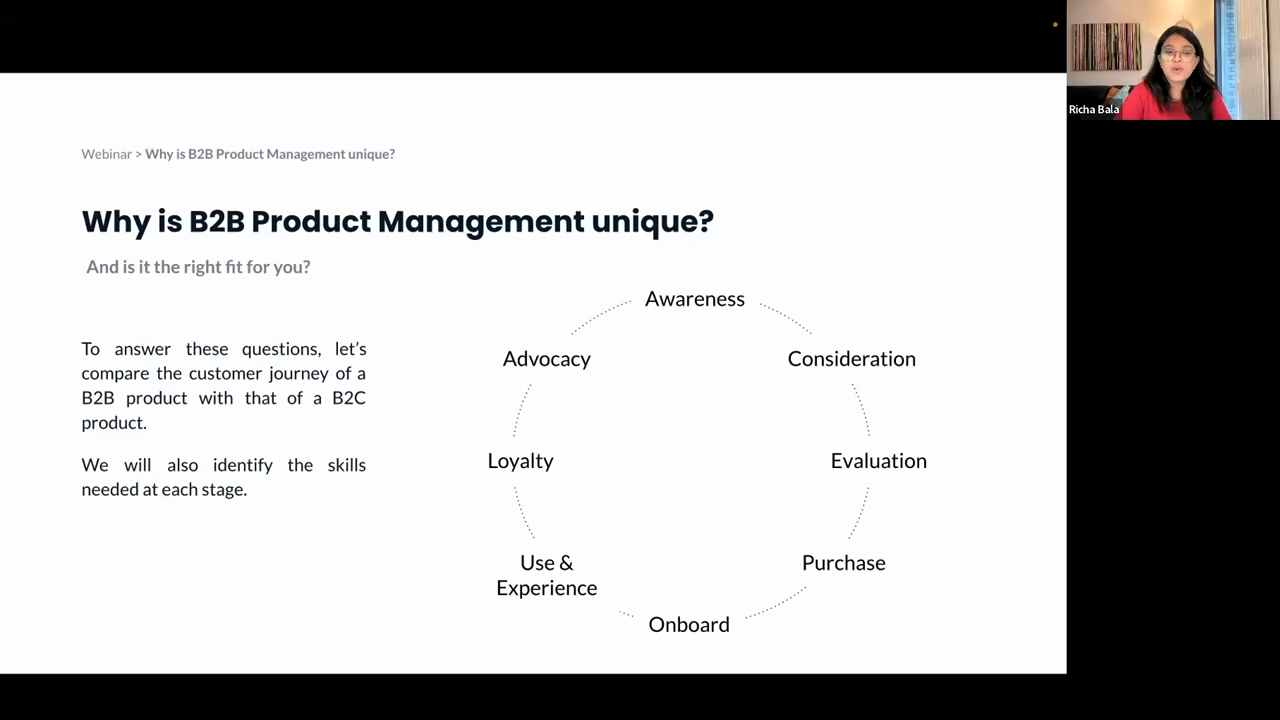 Richa Bala
Webinar > Why is B2B Product Management unique?
Why is B2B Product Management unique?
And is it the right fit for you?
To answer these questions, let's
compare the customer journey of a
B2B product with that of a B2C
product.
We will also identify the skills
needed at each stage.
Awareness
Consideration
Evaluation
Purchase
Onboard
Use &
Experience
Loyalty
Advocacy